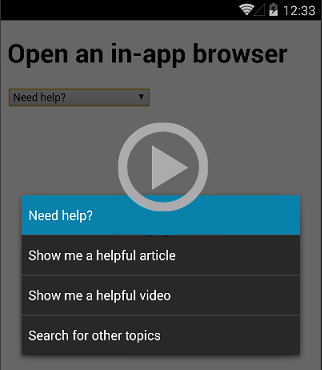 12:33
Open an in-app browser
Need help?
Need help?
Show me a helpful article
Show me a helpful video
Search for other topics